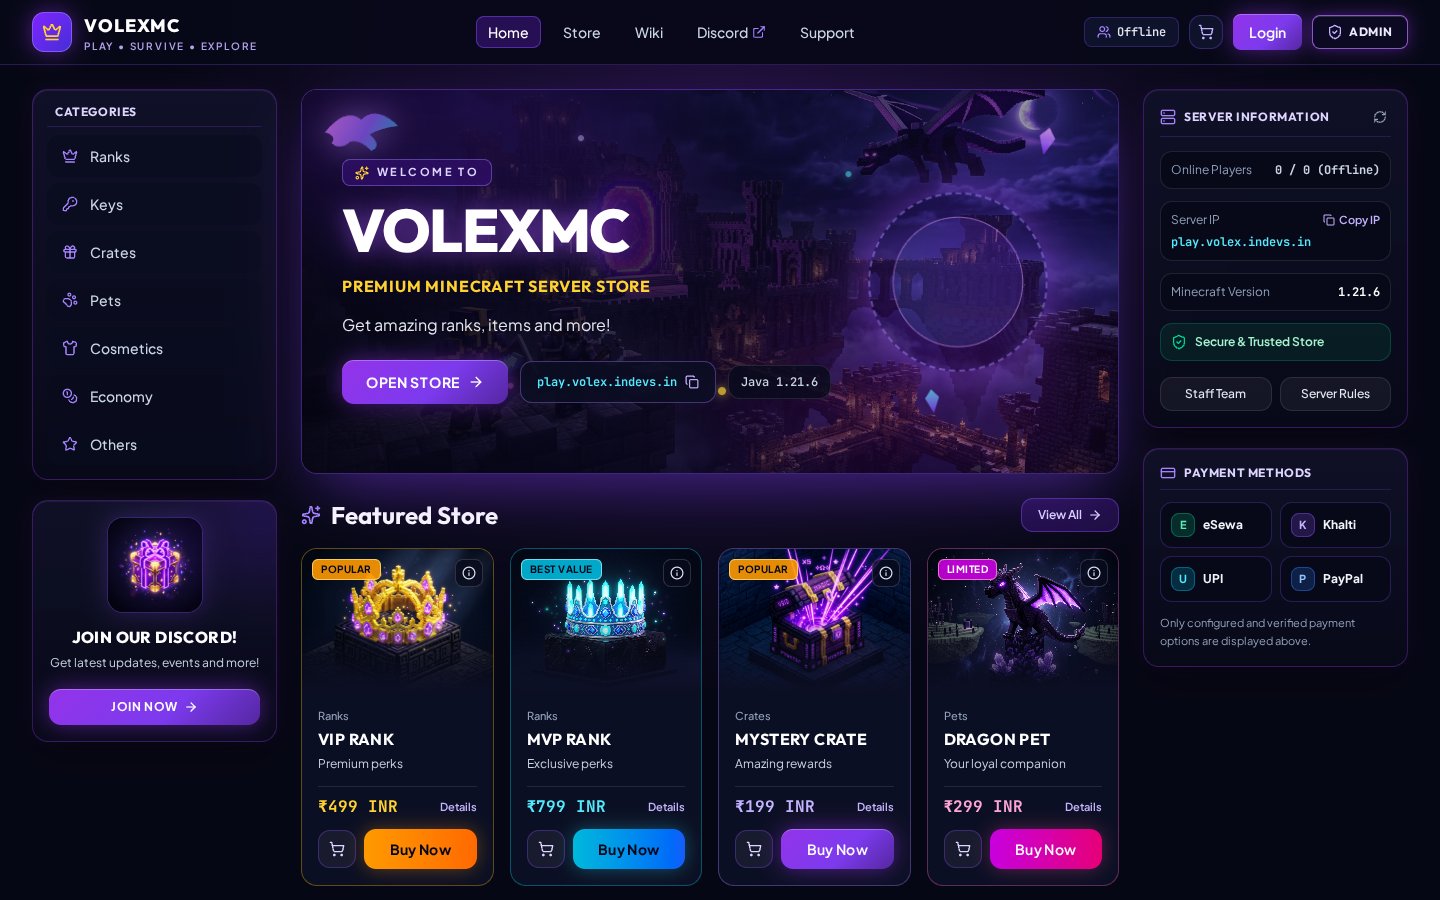 VOLEXMC
PLAY • SURVIVE • EXPLORE
Home
Store
Wiki
Discord
Support
Offline
Login
ADMIN
CATEGORIES
Ranks
Keys
Crates
Pets
Cosmetics
Economy
Others
JOIN OUR DISCORD!
Get latest updates, events and more!
JOIN NOW
WELCOME TO
VOLEXMC
PREMIUM MINECRAFT SERVER STORE
Get amazing ranks, items and more!
OPEN STORE
play.volex.indevs.in
Java 1.21.6
Featured Store
View All
POPULAR
Ranks
VIP RANK
Premium perks
₹499 INR
Details
Buy Now
BEST VALUE
Ranks
MVP RANK
Exclusive perks
₹799 INR
Details
Buy Now
POPULAR
Crates
MYSTERY CRATE
Amazing rewards
₹199 INR
Details
Buy Now
LIMITED
Pets
DRAGON PET
Your loyal companion
₹299 INR
Details
Buy Now
SERVER INFORMATION
Online Players
0 / 0 (Offline)
Server IP
Copy IP
play.volex.indevs.in
Minecraft Version
1.21.6
Secure & Trusted Store
Staff Team
Server Rules
PAYMENT METHODS
E eSewa
K Khalti
U UPI
P PayPal
Only configured and verified payment
options are displayed above.